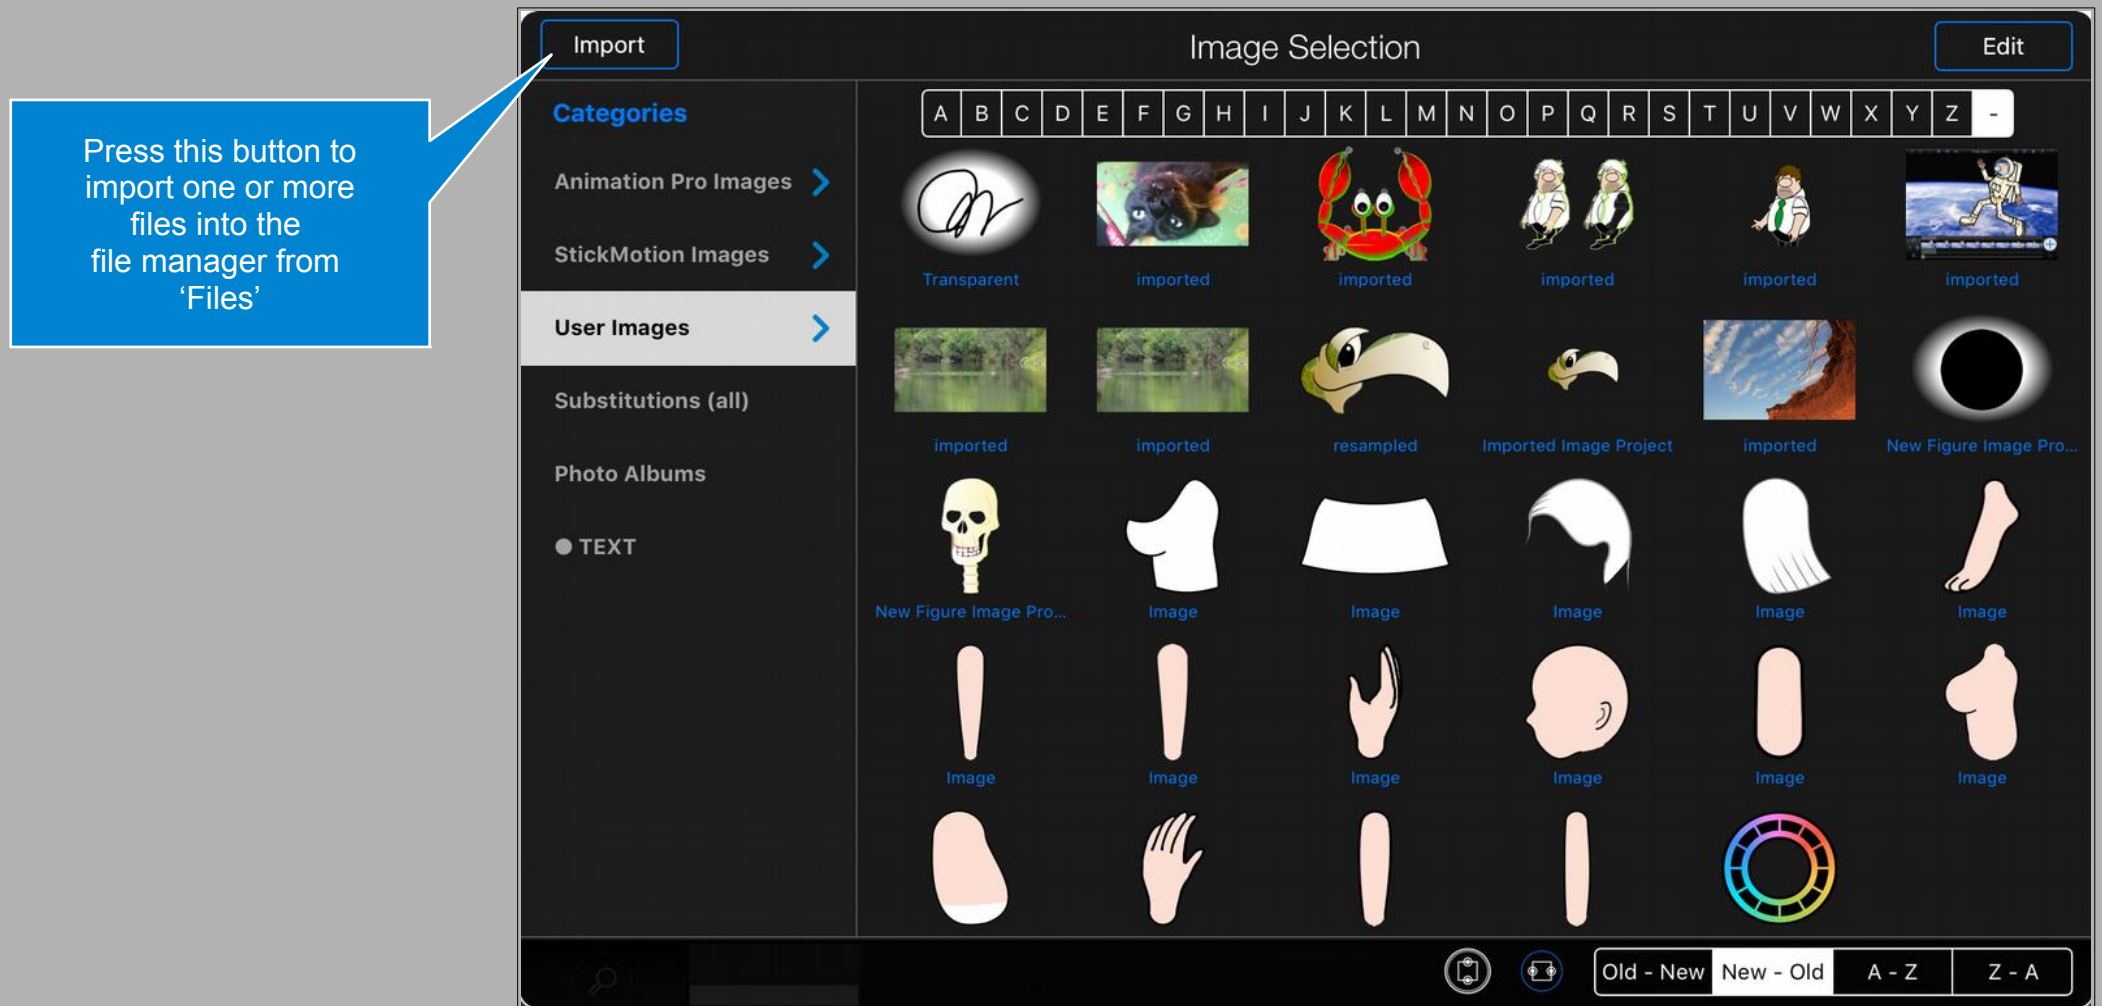 Import
Image Selection
Edit
Press this button to
import one or more
files into the
file manager from
‘Files’
Categories
Animation Pro Images
StickMotion Images
User Images
Substitutions (all)
Photo Albums
TEXT
A B C D E F G H I J K L M N O P Q R S T U V W X Y Z -
Transparent imported imported imported imported imported
imported imported resampled Imported Image Project imported New Figure Image Pro...
New Figure Image Pro... Image Image Image Image Image
Image Image Image Image Image Image
Old - New New - Old A - Z Z - A